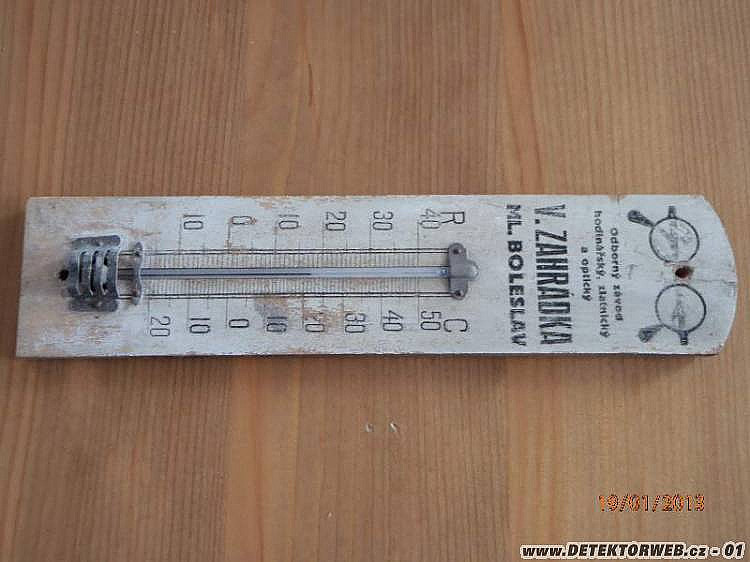 Odborný závod
hodinářský, zlatnický
a optický
V. ZAHRÁDKA
ML. BOLESLAV
R C
40 50
30 40
20 30
10 20
0 10
10 0
10
20
19/01/2013
www.DETEKTORWEB.cz - 01